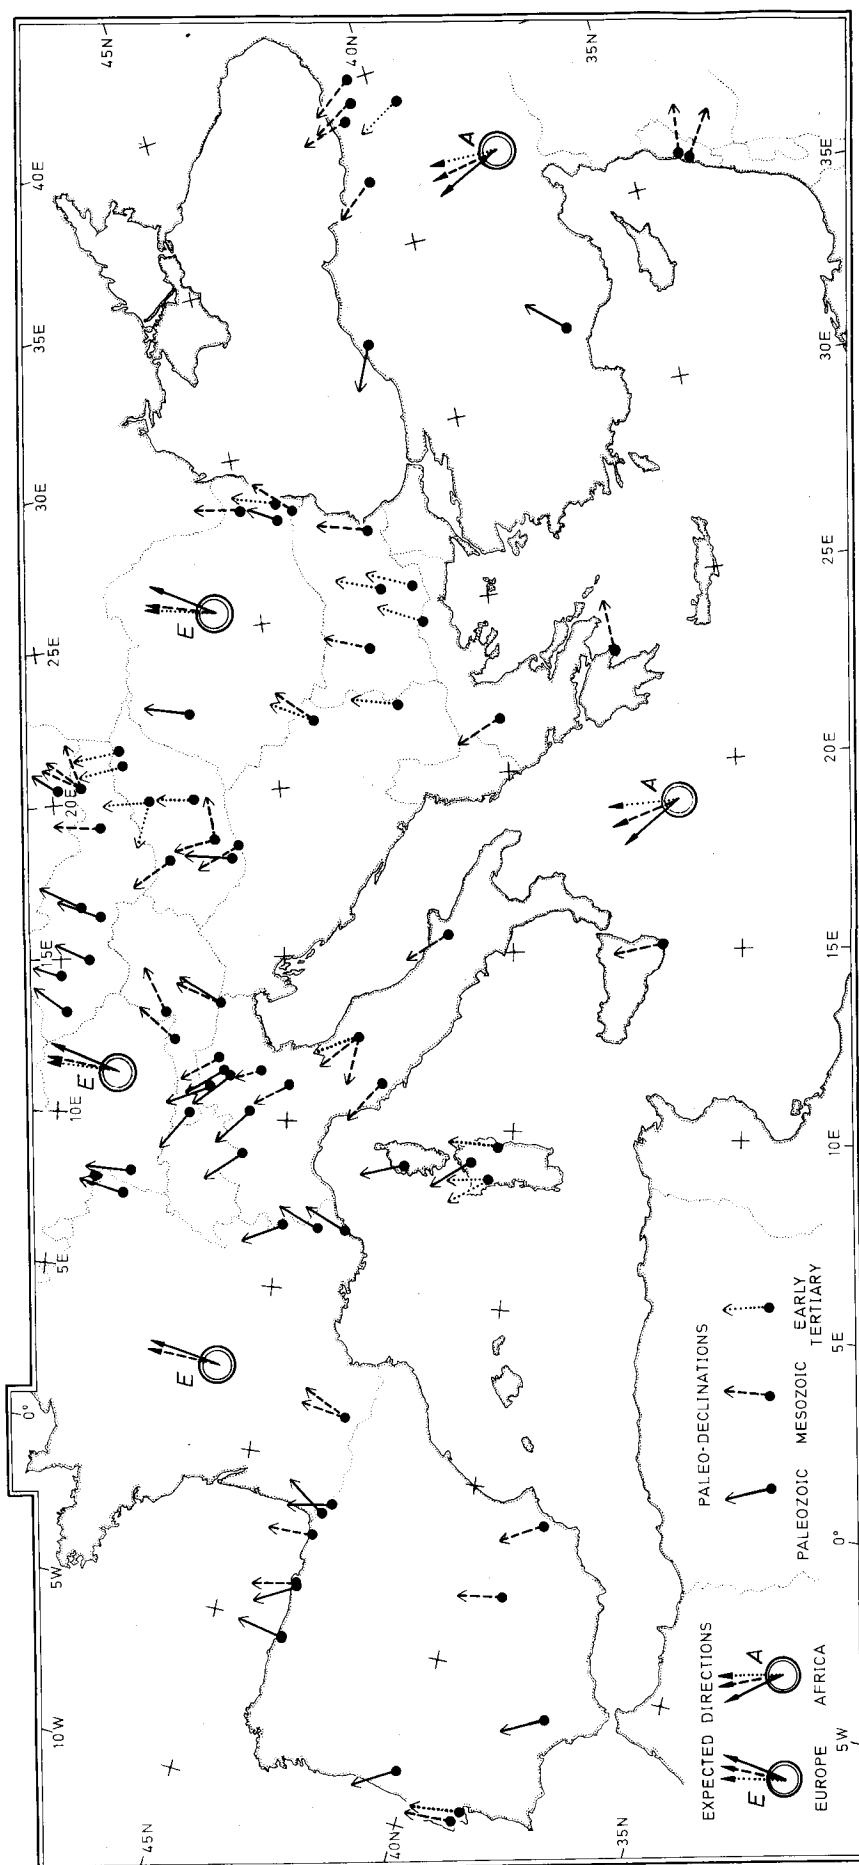 10W
5W
0°
5E
10E
15E
20E
25E
30E
35E
40E
45N
45N
E
E
E
40N
40N
A
A
35N
35N
EXPECTED DIRECTIONS
E
A
EUROPE AFRICA
PALEO-DECLINATIONS
PALEOZOIC MESOZOIC EARLY
TERTIARY
5W
0°
5E
10E
15E
20E
25E
30E
35E